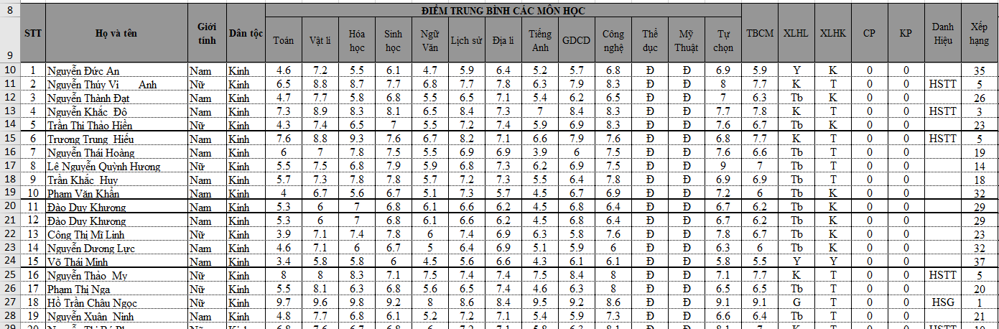 8 ĐIỂM TRUNG BÌNH CÁC MÔN HỌC
9 STT Họ và tên Giới tính Dân tộc Toán Vật lí Hóa học Sinh học Ngữ Văn Lịch sử Địa lí Tiếng Anh GDCD Công nghệ Thể dục Mỹ Thuật Tự chọn TBCM XLHL XLHK CP KP Danh Hiệu Xếp hạng
10 1 Nguyễn Đức An Nam Kinh 4.6 7.2 5.5 6.1 4.7 5.9 6.4 5.2 5.7 6.8 Đ Đ 6.9 5.9 Y K 0 0 35
11 2 Nguyễn Thúy Vi Anh Nữ Kinh 6.5 8.8 8.7 7.7 6.8 7.7 7.8 6.3 7.9 8.3 Đ Đ 8 7.7 K T 0 0 HSTT 5
12 3 Nguyễn Thành Đạt Nam Kinh 4.7 7.7 5.8 6.8 5.5 6.5 7.1 5.4 6.2 6.5 Đ Đ 7 6.3 Tb K 0 0 26
13 4 Nguyễn Khắc Độ Nam Kinh 7.3 8.9 8.3 8.1 6.5 8.4 7.3 7 8.4 8.3 Đ Đ 7.7 7.8 K T 0 0 HSTT 3
14 5 Trần Thi Thảo Hiền Nữ Kinh 4.3 7.4 6.5 7 5.5 7.2 7.4 5.9 6.9 8.3 Đ Đ 7.6 6.7 Tb K 0 0 23
15 6 Trương Trung Hiếu Nam Kinh 7.6 8.8 9.3 7.6 6.7 8.2 7.1 6.6 7.9 7.6 Đ Đ 6.8 7.7 K T 0 0 HSTT 5
16 7 Nguyễn Thái Hoàng Nam Kinh 6 7 7.8 7.5 5.5 6.9 6.9 3.9 6 7.5 Đ Đ 7.6 6.6 Tb T 0 0 19
17 8 Lê Nguyễn Quỳnh Hương Nữ Kinh 5.5 7.5 6.8 7.9 5.9 6.8 7.3 6.2 6.9 7.5 Đ Đ 9 7 Tb T 0 0 14
18 9 Trần Khắc Huy Nam Kinh 5.7 7.3 7.8 7.8 5.7 7.2 7.3 5.5 6.4 7.8 Đ Đ 6.9 6.9 Tb T 0 0 18
19 10 Phạm Văn Khẩn Nam Kinh 4 6.7 5.6 6.7 5.1 7.3 5.7 4.5 6.7 6.9 Đ Đ 7.2 6 Tb K 0 0 32
20 11 Đào Duy Khương Nam Kinh 5.3 6 7 6.8 6.1 6.6 6.2 4.5 6.8 6.4 Đ Đ 6.7 6.2 Tb K 0 0 29
21 12 Đào Duy Khương Nam Kinh 5.3 6 7 6.8 6.1 6.6 6.2 4.5 6.8 6.4 Đ Đ 6.7 6.2 Tb K 0 0 29
22 13 Công Thị Mĩ Linh Nữ Kinh 3.9 7.1 7.4 7.8 6 7.4 6.9 6.3 5.8 7.6 Đ Đ 7.8 6.7 Tb K 0 0 23
23 14 Nguyễn Dương Lực Nam Kinh 4.6 7.1 6 6.7 5 6.4 6.9 5.1 5.9 6 Đ Đ 6.3 6 Tb K 0 0 32
24 15 Võ Thái Minh Nam Kinh 3.4 5.8 5.8 6 4.5 5.6 6.6 4.3 6.1 6.1 Đ Đ 5.8 5.5 Y Y 0 0 37
25 16 Nguyễn Thảo My Nữ Kinh 8 8 8.3 7.1 7.5 7.4 7.4 7.5 8.4 8 Đ Đ 7.1 7.7 K T 0 0 HSTT 5
26 17 Phạm Thị Nga Nữ Kinh 5.5 8.1 6.3 6.8 5.6 6.5 7.4 4.6 6.3 8 Đ Đ 6.5 6.5 Tb T 0 0 20
27 18 Hồ Trần Châu Ngọc Nữ Kinh 9.7 9.6 9.8 9.2 8 8.6 8.4 9.5 9.2 8.6 Đ Đ 9.1 9.1 G T 0 0 HSG 1
28 19 Nguyễn Xuân Ninh Nam Kinh 4.8 7.7 6.8 6.1 5.2 7.2 7.1 5.4 5.9 7.3 Đ Đ 6.6 6.4 Tb T 0 0 21